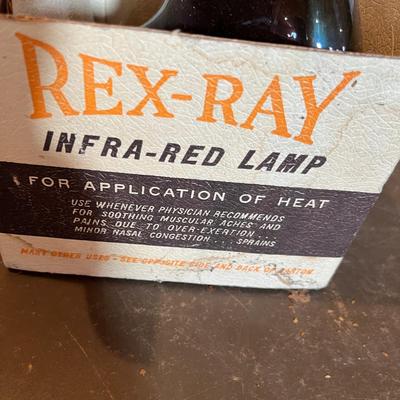 REX-RAY
INFRA-RED LAMP
FOR APPLICATION OF HEAT
USE WHENEVER PHYSICIAN RECOMMENDS
FOR SOOTHING MUSCULAR ACHES AND
PAINS DUE TO OVER-EXERTION
MINOR NASAL CONGESTION . . . SPRAINS
MANY OTHER USES - SEE OPPOSITE SIDE AND BACK OF CARTON